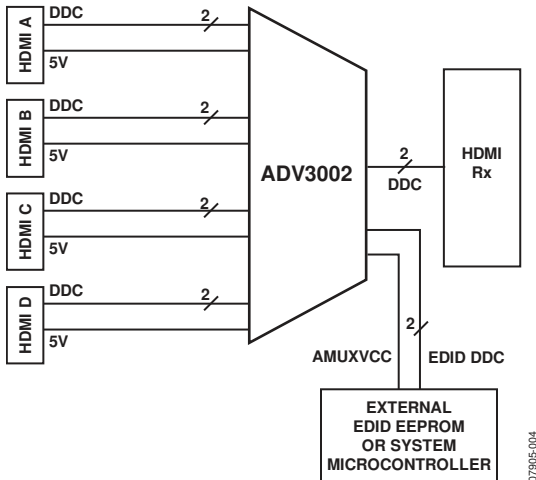 HDMI A
DDC
2
5V
HDMI B
DDC
2
5V
HDMI C
DDC
2
5V
HDMI D
DDC
2
5V
ADV3002
2
DDC
HDMI
Rx
2
AMUXVCC
EDID DDC
EXTERNAL
EDID EEPROM
OR SYSTEM
MICROCONTROLLER
07905-004